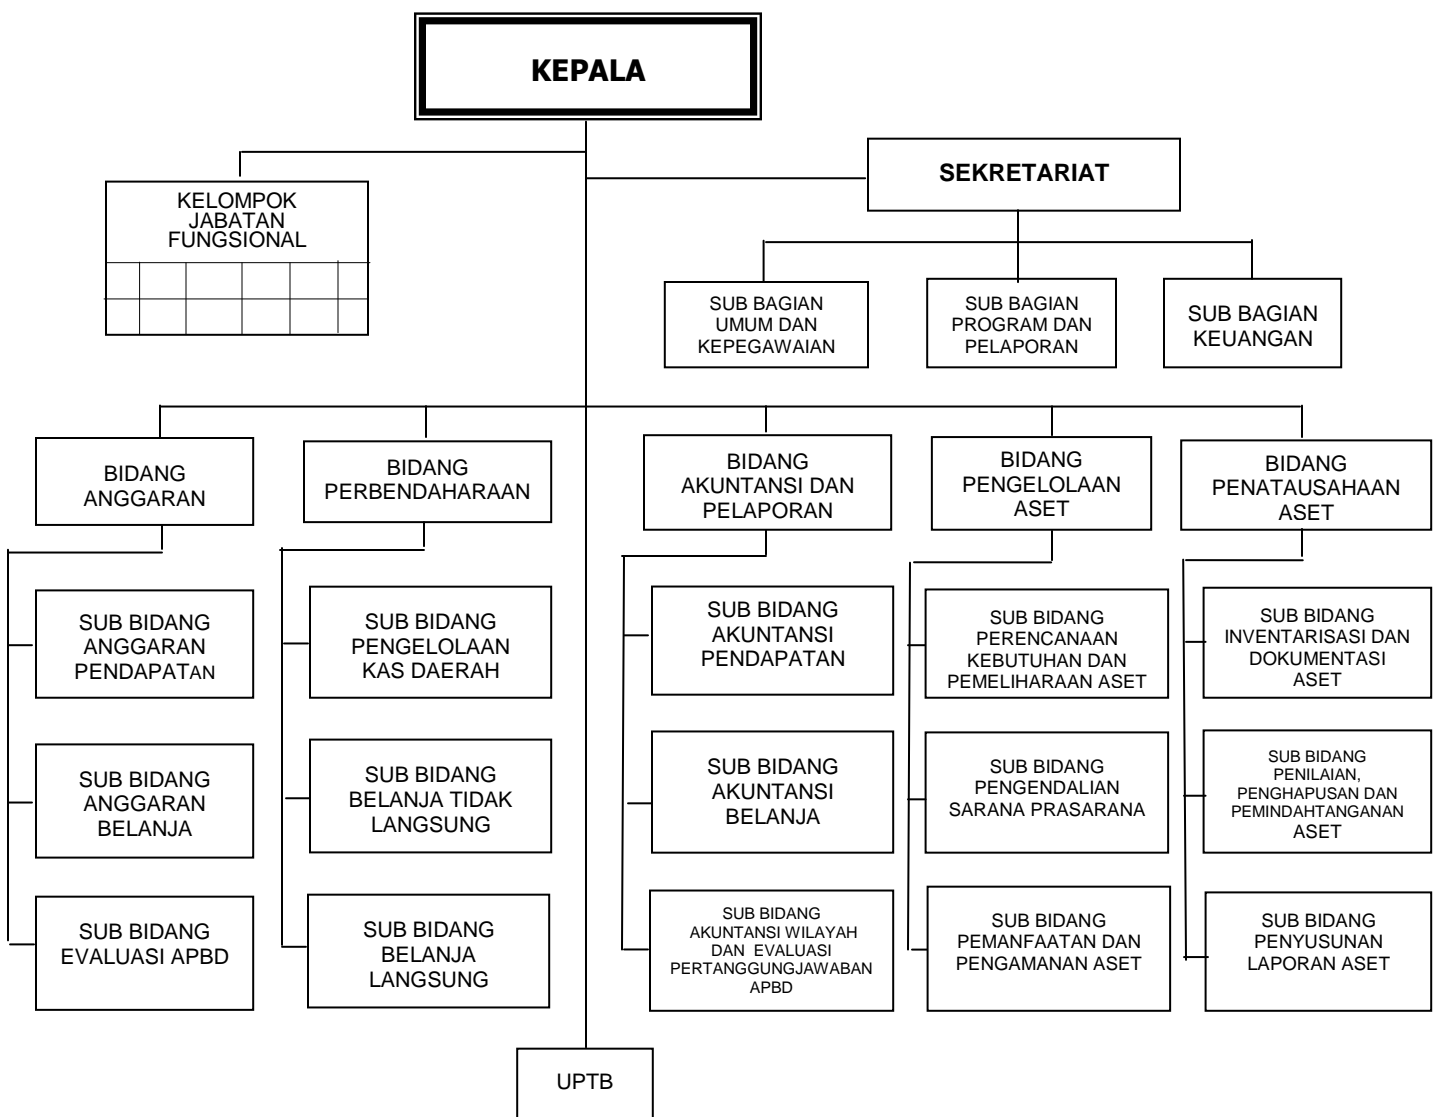 KEPALA
SEKRETARIAT
KELOMPOK
JABATAN
FUNGSIONAL
SUB BAGIAN
UMUM DAN
KEPEGAWAIAN
SUB BAGIAN
PROGRAM DAN
PELAPORAN
SUB BAGIAN
KEUANGAN
BIDANG
ANGGARAN
BIDANG
PERBENDAHARAAN
BIDANG
AKUNTANSI DAN
PELAPORAN
BIDANG
PENGELOLAAN
ASET
BIDANG
PENATAUSAHAAN
ASET
SUB BIDANG
ANGGARAN
PENDAPATAN
SUB BIDANG
PENGELOLAAN
KAS DAERAH
SUB BIDANG
AKUNTANSI
PENDAPATAN
SUB BIDANG
PERENCANAAN
KEBUTUHAN DAN
PEMELIHARAAN ASET
SUB BIDANG
INVENTARISASI DAN
DOKUMENTASI
ASET
SUB BIDANG
ANGGARAN
BELANJA
SUB BIDANG
BELANJA TIDAK
LANGSUNG
SUB BIDANG
AKUNTANSI
BELANJA
SUB BIDANG
PENGENDALIAN
SARANA PRASARANA
SUB BIDANG
PENILAIAN,
PENGHAPUSAN DAN
PEMINDAHTANGANAN
ASET
SUB BIDANG
EVALUASI APBD
SUB BIDANG
BELANJA
LANGSUNG
SUB BIDANG
AKUNTANSI WILAYAH
DAN EVALUASI
PERTANGGUNGJAWABAN
APBD
SUB BIDANG
PEMANFAATAN DAN
PENGAMANAN ASET
SUB BIDANG
PENYUSUNAN
LAPORAN ASET
UPTB